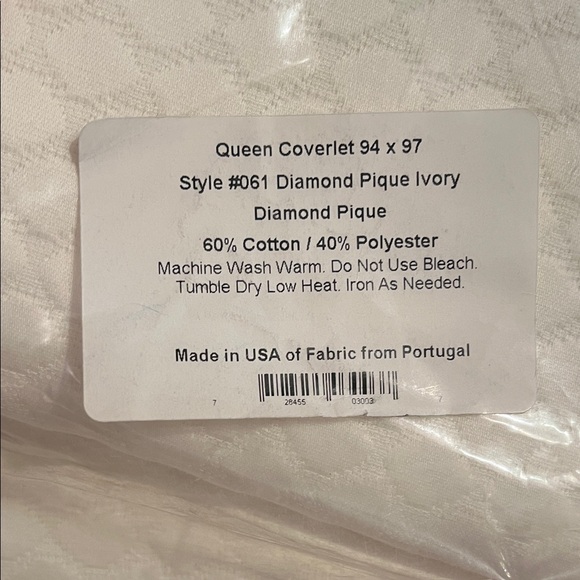 Queen Coverlet 94 x 97
Style #061 Diamond Pique Ivory
Diamond Pique
60% Cotton / 40% Polyester
Machine Wash Warm. Do Not Use Bleach.
Tumble Dry Low Heat. Iron As Needed.
Made in USA of Fabric from Portugal
7 28455 03003 7